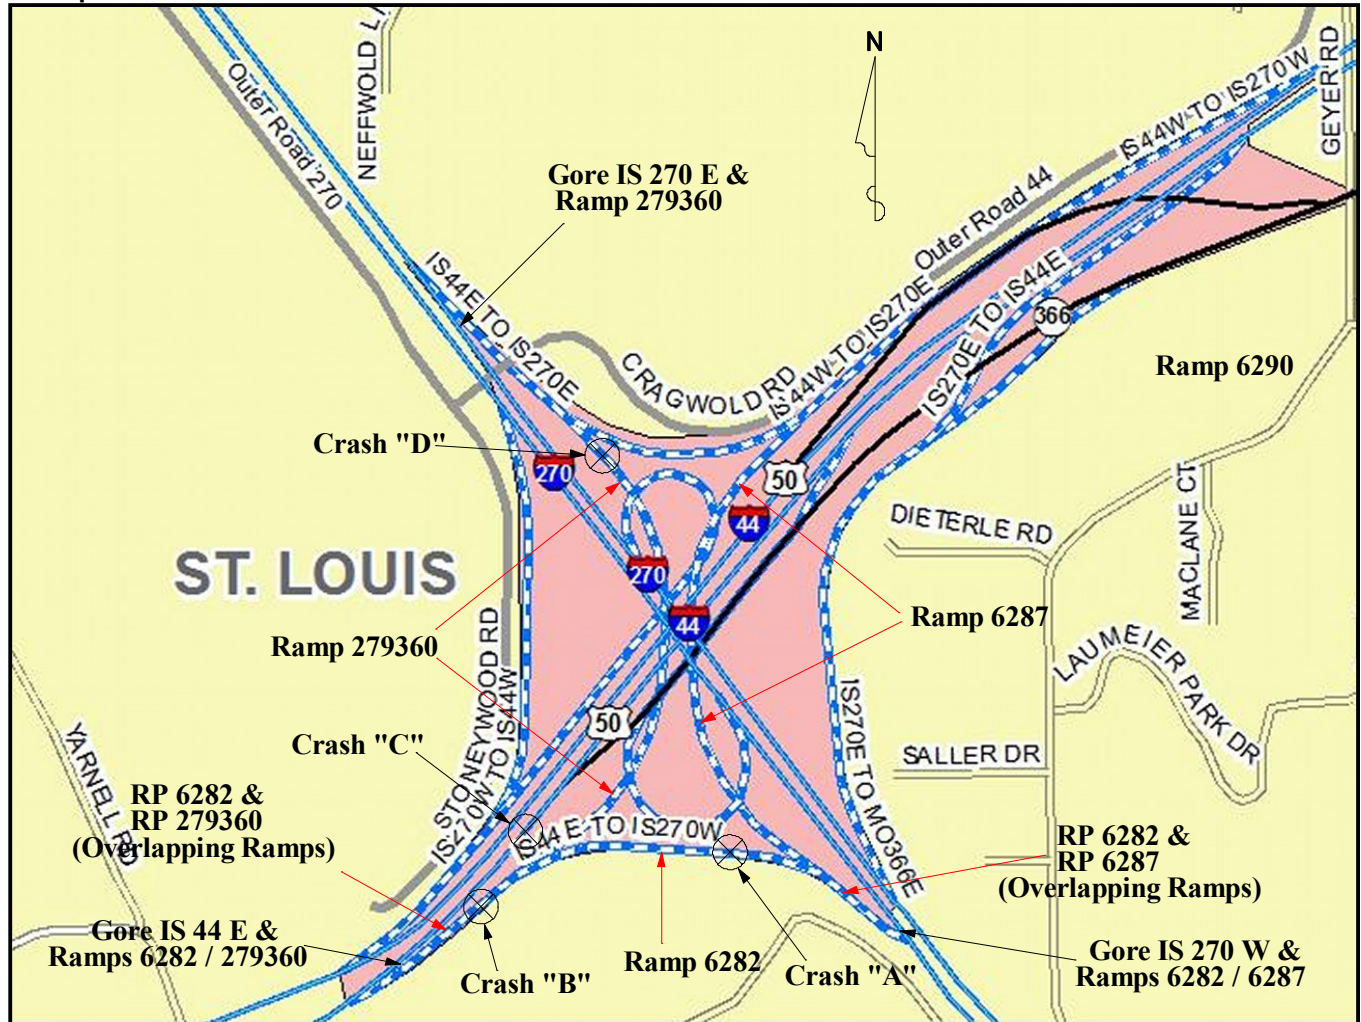 N
NEFFWOLD L
Outer Road 270
Gore IS 270 E &
Ramp 279360
IS44W TO IS270W
GEYER RD
Outer Road 44
IS44E TO IS270E
CRAGWOLD RD
IS44W TO IS270E
IS270E TO IS44E
366
Ramp 6290
Crash "D"
270
50
44
DIETERLE RD
MACLANE CT
ST. LOUIS
270
44
Ramp 279360
Ramp 6287
LAUMEIER PARK DR
STONEYWOOD RD
IS270W TO IS44W
50
IS270E TO MO366E
SALLER DR
YARNELL RD
Crash "C"
RP 6282 &
RP 279360
(Overlapping Ramps)
IS44 E TO IS270W
RP 6282 &
RP 6287
(Overlapping Ramps)
Gore IS 44 E &
Ramps 6282 / 279360
Crash "B"
Ramp 6282
Crash "A"
Gore IS 270 W &
Ramps 6282 / 6287